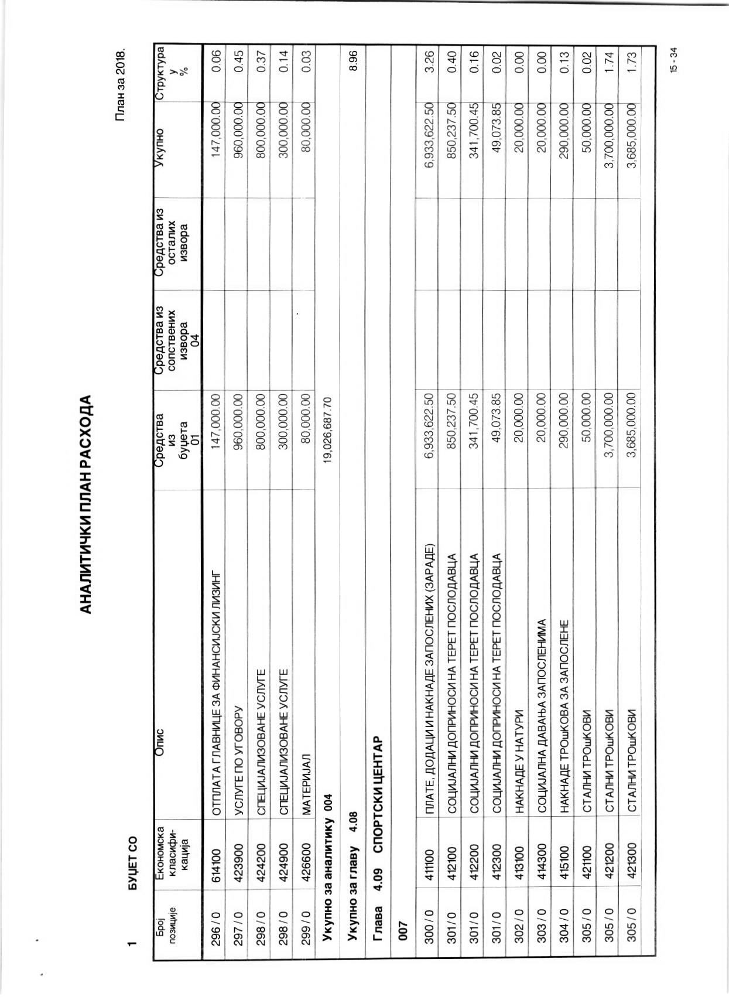 АНАЛИТИЧКИ ПЛАН РАСХОДА
План за 2018.
1 БУЏЕТ СО
Број позиције Економска класифи-кација Опис Средства из буџета 01 Средства из сопствених извора 04 Средства из осталих извора Укупно Структура у %
296 / 0 614100 ОТПЛАТА ГЛАВНИЦЕ ЗА ФИНАНСИЈСКИ ЛИЗИНГ 147,000.00 147,000.00 0.06
297 / 0 423900 УСЛУГЕ ПО УГОВОРУ 960,000.00 960,000.00 0.45
298 / 0 424200 СПЕЦИЈАЛИЗОВАНЕ УСЛУГЕ 800,000.00 800,000.00 0.37
298 / 0 424900 СПЕЦИЈАЛИЗОВАНЕ УСЛУГЕ 300,000.00 300,000.00 0.14
299 / 0 426600 МАТЕРИЈАЛ 80,000.00 80,000.00 0.03
Укупно за аналитику 004 19,026,687.70
Укупно за главу 4.08 8.96
Глава 4.09 СПОРТСКИ ЦЕНТАР
007
300 / 0 411100 ПЛАТЕ, ДОДАЦИ И НАКНАДЕ ЗАПОСЛЕНИХ (ЗАРАДЕ) 6,933,622.50 6,933,622.50 3.26
301 / 0 412100 СОЦИЈАЛНИ ДОПРИНОСИ НА ТЕРЕТ ПОСЛОДАВЦА 850,237.50 850,237.50 0.40
301 / 0 412200 СОЦИЈАЛНИ ДОПРИНОСИ НА ТЕРЕТ ПОСЛОДАВЦА 341,700.45 341,700.45 0.16
301 / 0 412300 СОЦИЈАЛНИ ДОПРИНОСИ НА ТЕРЕТ ПОСЛОДАВЦА 49,073.85 49,073.85 0.02
302 / 0 413100 НАКНАДЕ У НАТУРИ 20,000.00 20,000.00 0.00
303 / 0 414300 СОЦИЈАЛНА ДАВАЊА ЗАПОСЛЕНИМА 20,000.00 20,000.00 0.00
304 / 0 415100 НАКНАДЕ ТРОшКОВА ЗА ЗАПОСЛЕНЕ 290,000.00 290,000.00 0.13
305 / 0 421100 СТАЛНИ ТРОшКОВИ 50,000.00 50,000.00 0.02
305 / 0 421200 СТАЛНИ ТРОшКОВИ 3,700,000.00 3,700,000.00 1.74
305 / 0 421300 СТАЛНИ ТРОшКОВИ 3,685,000.00 3,685,000.00 1.73
15 - 34